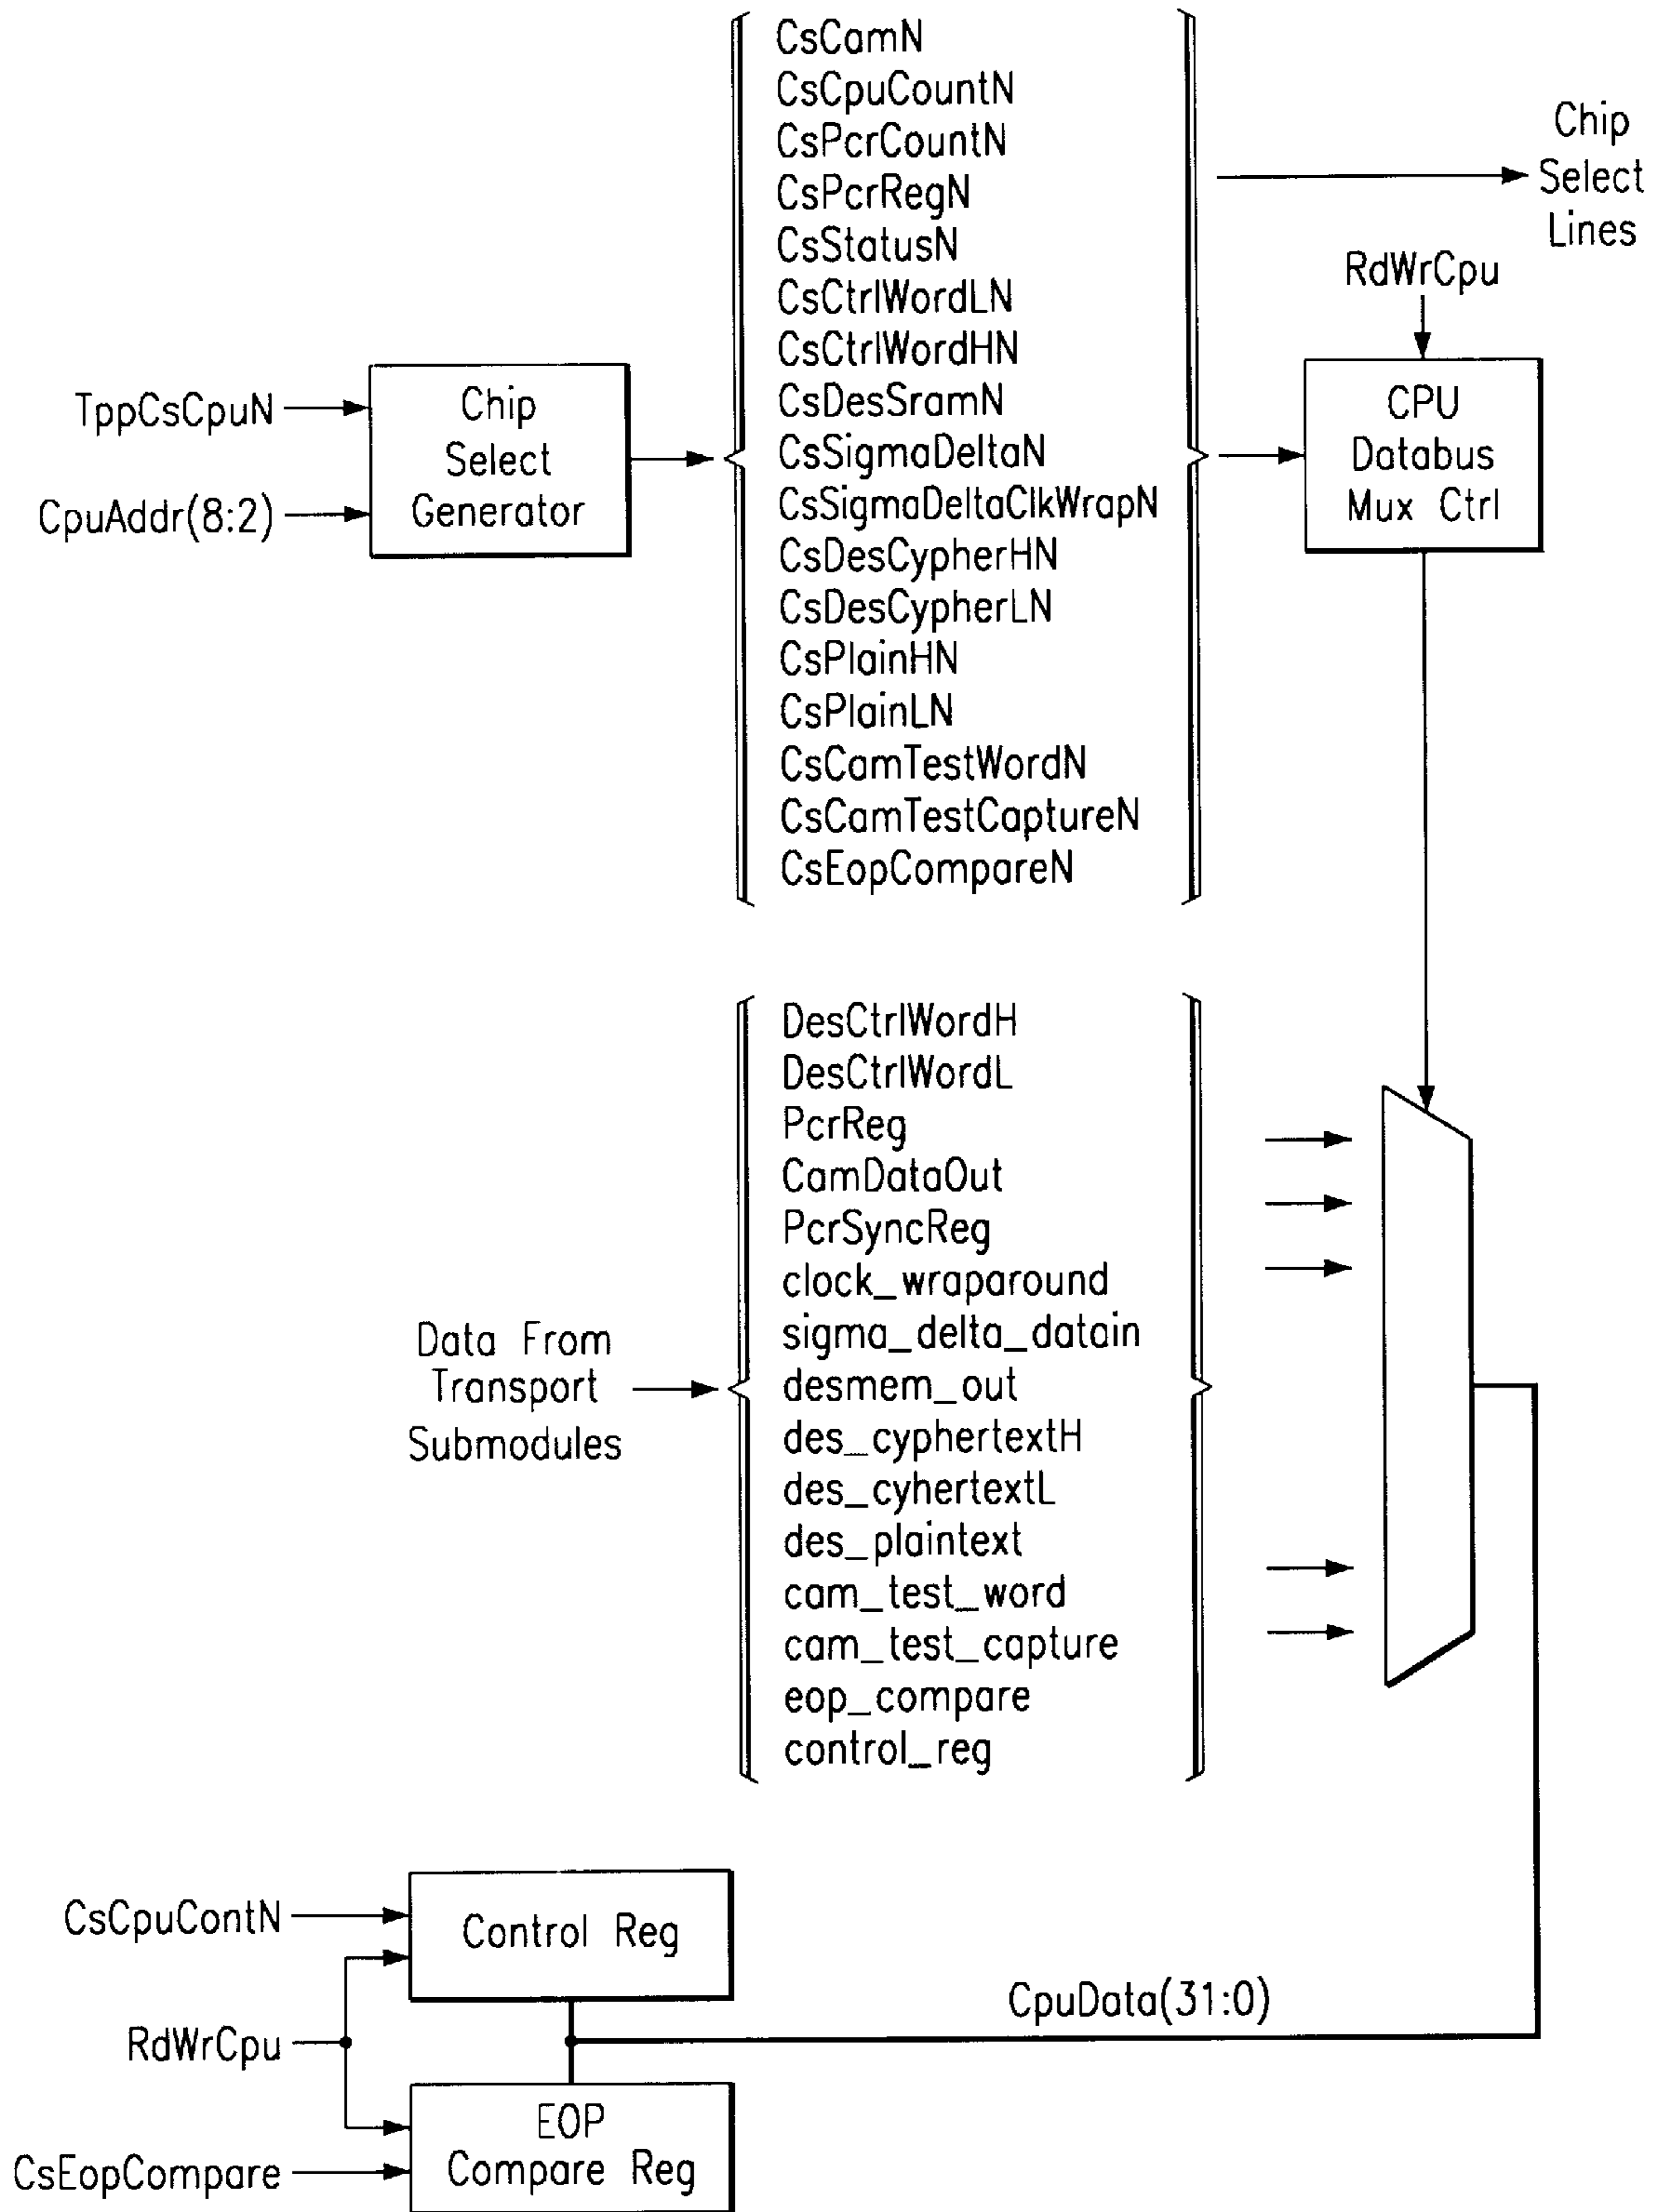 CsCamN
CsCpuCountN
CsPcrCountN
CsPcrRegN
CsStatusN
CsCtrlWordLN
CsCtrlWordHN
CsDesSramN
CsSigmaDeltaN
CsSigmaDeltaClkWrapN
CsDesCypherHN
CsDesCypherLN
CsPlainHN
CsPlainLN
CsCamTestWordN
CsCamTestCaptureN
CsEopCompareN
Chip
Select
Lines
RdWrCpu
TppCsCpuN
CpuAddr(8:2)
Chip
Select
Generator
CPU
Databus
Mux Ctrl
DesCtrlWordH
DesCtrlWordL
PcrReg
CamDataOut
PcrSyncReg
clock_wraparound
sigma_delta_datain
desmem_out
des_cyphertextH
des_cyhertextL
des_plaintext
cam_test_word
cam_test_capture
eop_compare
control_reg
Data From
Transport
Submodules
CsCpuContN
Control Reg
RdWrCpu
CpuData(31:0)
EOP
Compare Reg
CsEopCompare